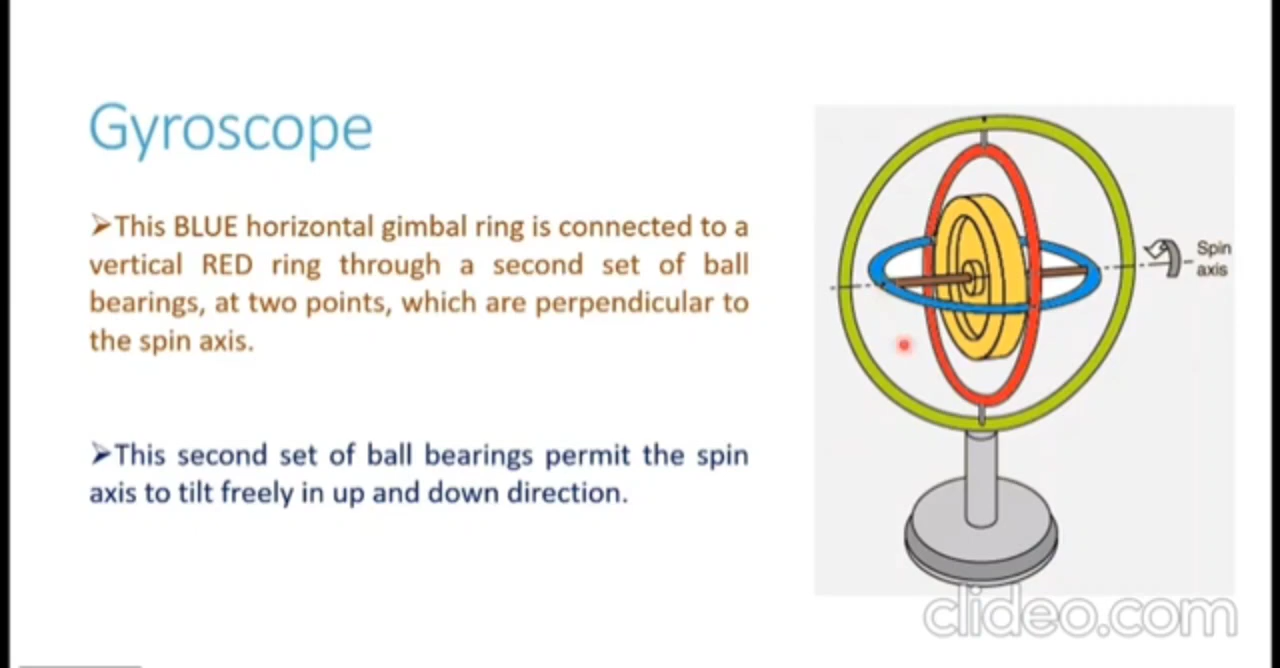 Gyroscope
➤This BLUE horizontal gimbal ring is connected to a
vertical RED ring through a second set of ball
bearings, at two points, which are perpendicular to
the spin axis.
➤This second set of ball bearings permit the spin
axis to tilt freely in up and down direction.
Spin
axis
clideo.com